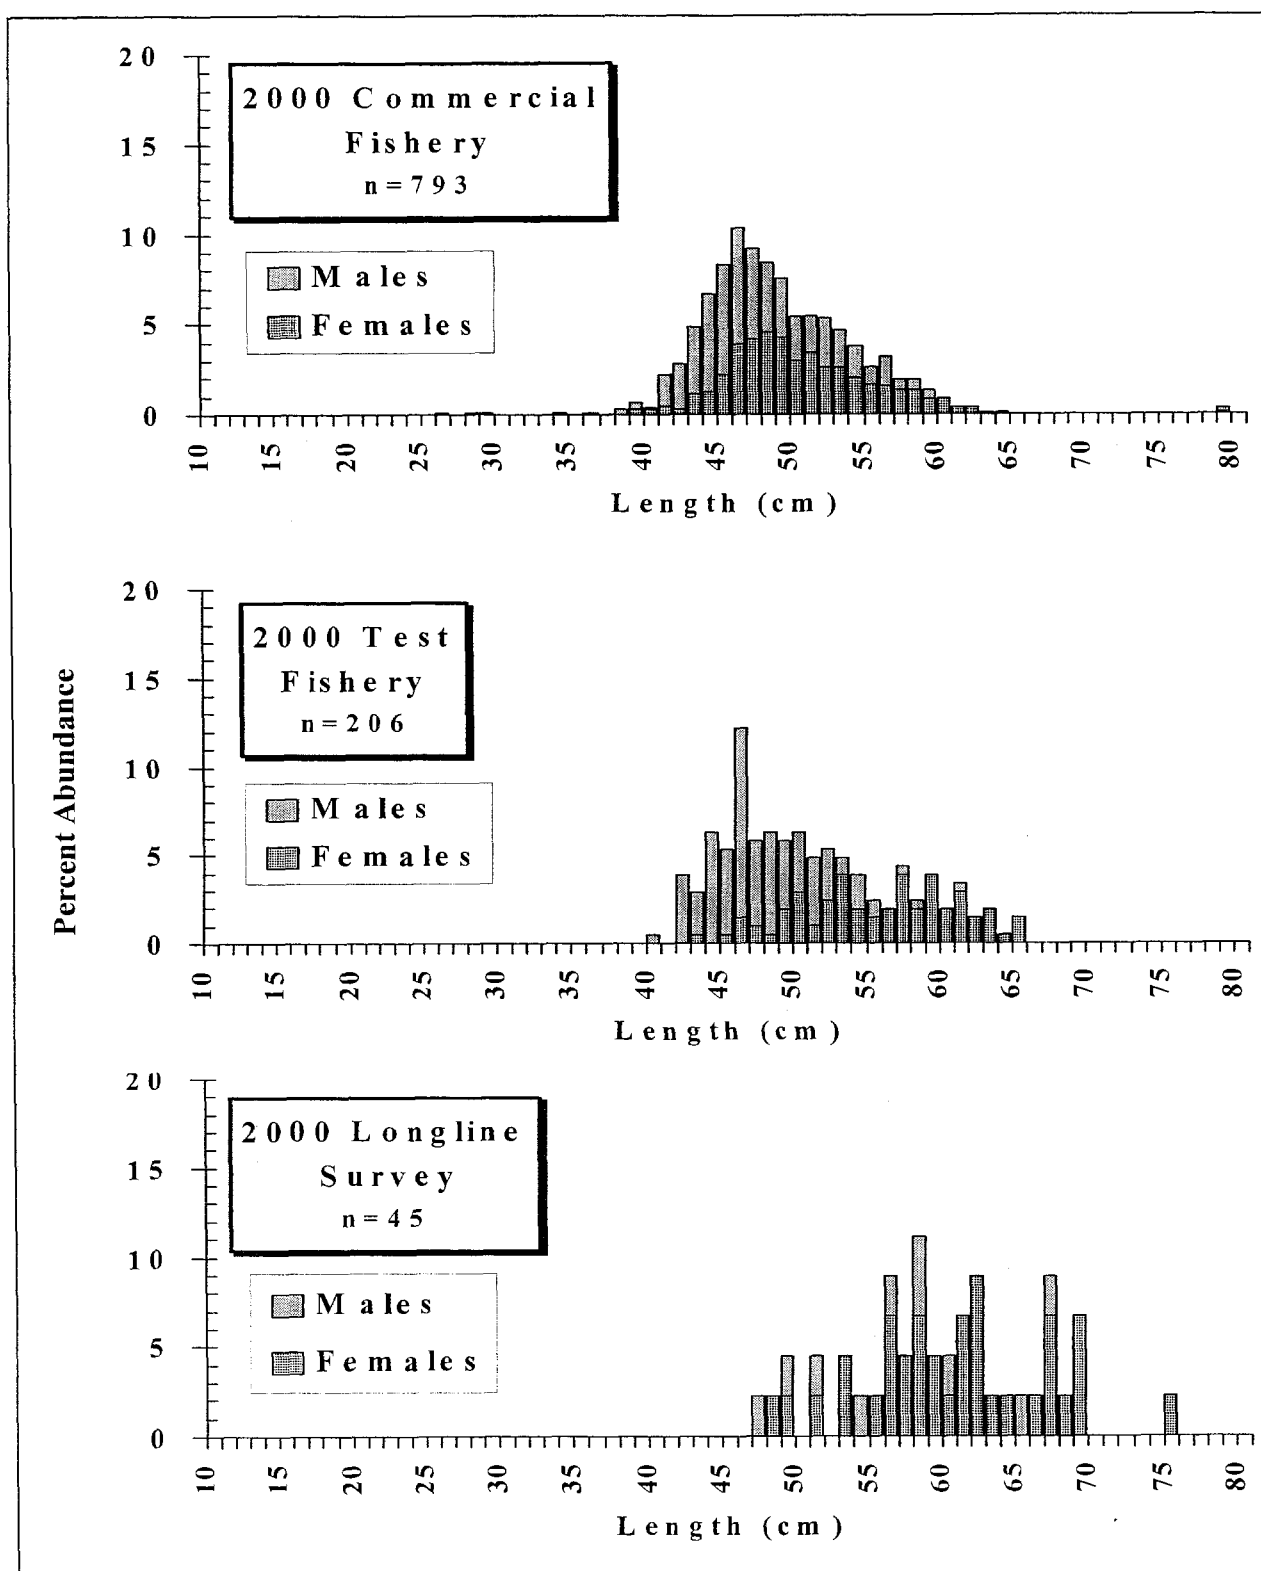 20
2000 Commercial
Fishery
n=793
15
10
Males
Females
5
0
10 15 20 25 30 35 40 45 50 55 60 65 70 75 80
Length (cm)
Percent Abundance
20
2000 Test
Fishery
n=206
15
10
Males
Females
5
0
10 15 20 25 30 35 40 45 50 55 60 65 70 75 80
Length (cm)
20
2000 Longline
Survey
n=45
15
10
Males
Females
5
0
10 15 20 25 30 35 40 45 50 55 60 65 70 75 80
Length (cm)